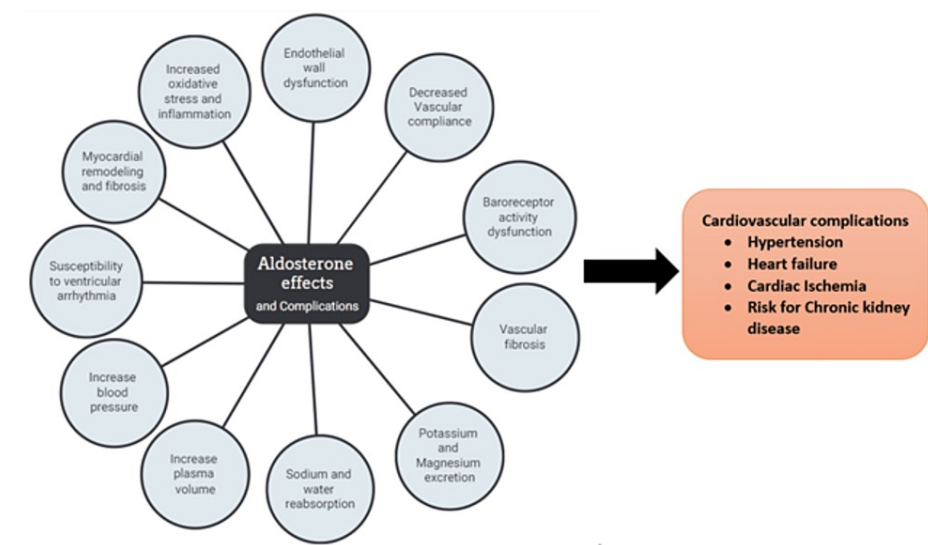 Endothelial
wall
dysfunction
Decreased
Vascular
compliance
Baroreceptor
activity
dysfunction
Vascular
fibrosis
Potassium
and
Magnesium
excretion
Sodium and
water
reabsorption
Increase
plasma
volume
Increase
blood
pressure
Susceptibility
to ventricular
arrhythmia
Myocardial
remodeling
and fibrosis
Increased
oxidative
stress and
inflammation
Aldosterone
effects
and Complications
Cardiovascular complications
• Hypertension
• Heart failure
• Cardiac Ischemia
• Risk for Chronic kidney
disease